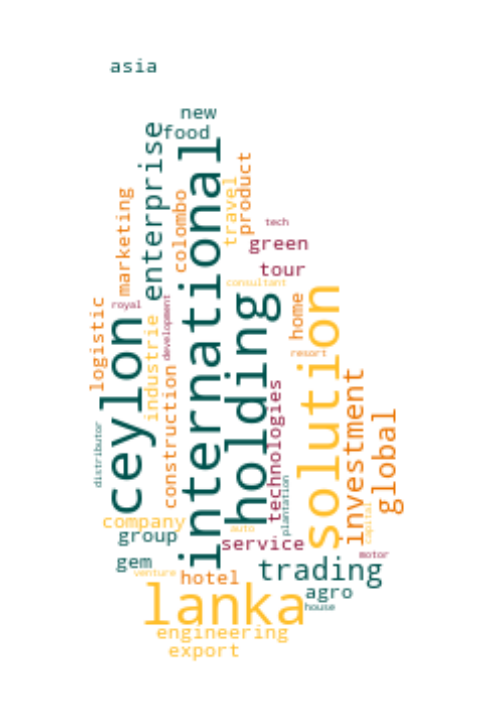 asia
new
food
enterprise
international
product
travel
marketing
colombo
tech
green
tour
consultant
royal
development
logistic
home
holding
solution
ceylon
industrie
resort
construction
technologies
investment
global
distributor
plantation
capital
company
auto
group
service
motor
gem
venture
hotel
trading
lanka
agro
house
engineering
export